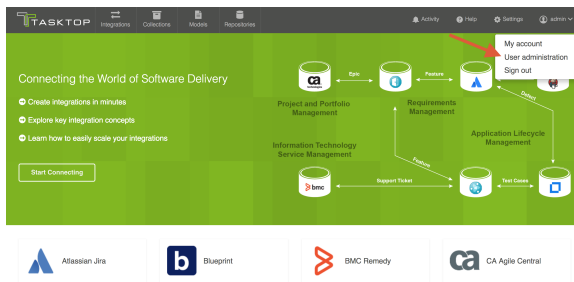 TASKTOP
Integrations
Collections
Models
Repositories
Activity
Help
Settings
admin
My account
User administration
Sign out
Connecting the World of Software Delivery
Create integrations in minutes
Explore key integration concepts
Learn how to easily scale your integrations
Start Connecting
ca
technologies
Epic
Feature
Defect
Project and Portfolio
Management
Requirements
Management
Application Lifecycle
Management
Information Technology
Service Management
Feature
bmc
Support Ticket
Test Cases
Atlassian Jira
b
Blueprint
BMC Remedy
ca
CA Agile Central